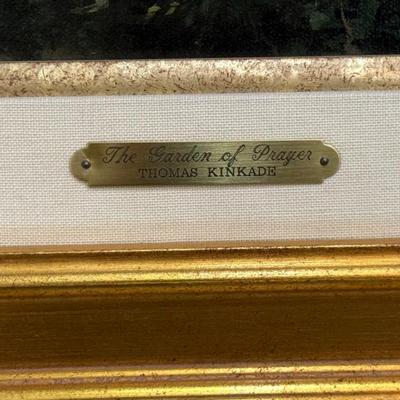 The Garden of Prayer
THOMAS KINKADE